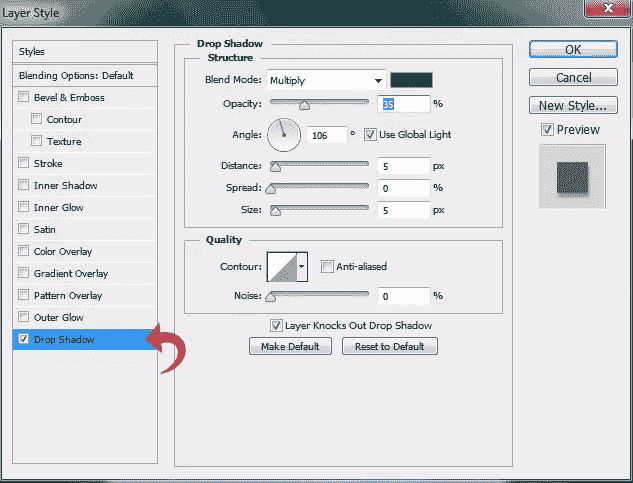 Layer Style
Styles
Blending Options: Default
Bevel & Emboss
Contour
Texture
Stroke
Inner Shadow
Inner Glow
Satin
Color Overlay
Gradient Overlay
Pattern Overlay
Outer Glow
Drop Shadow
Drop Shadow
Structure
Blend Mode: Multiply
Opacity: 35 %
Angle: 106 ° Use Global Light
Distance: 5 px
Spread: 0 %
Size: 5 px
Quality
Contour: Anti-aliased
Noise: 0 %
Layer Knocks Out Drop Shadow
Make Default Reset to Default
OK
Cancel
New Style...
Preview